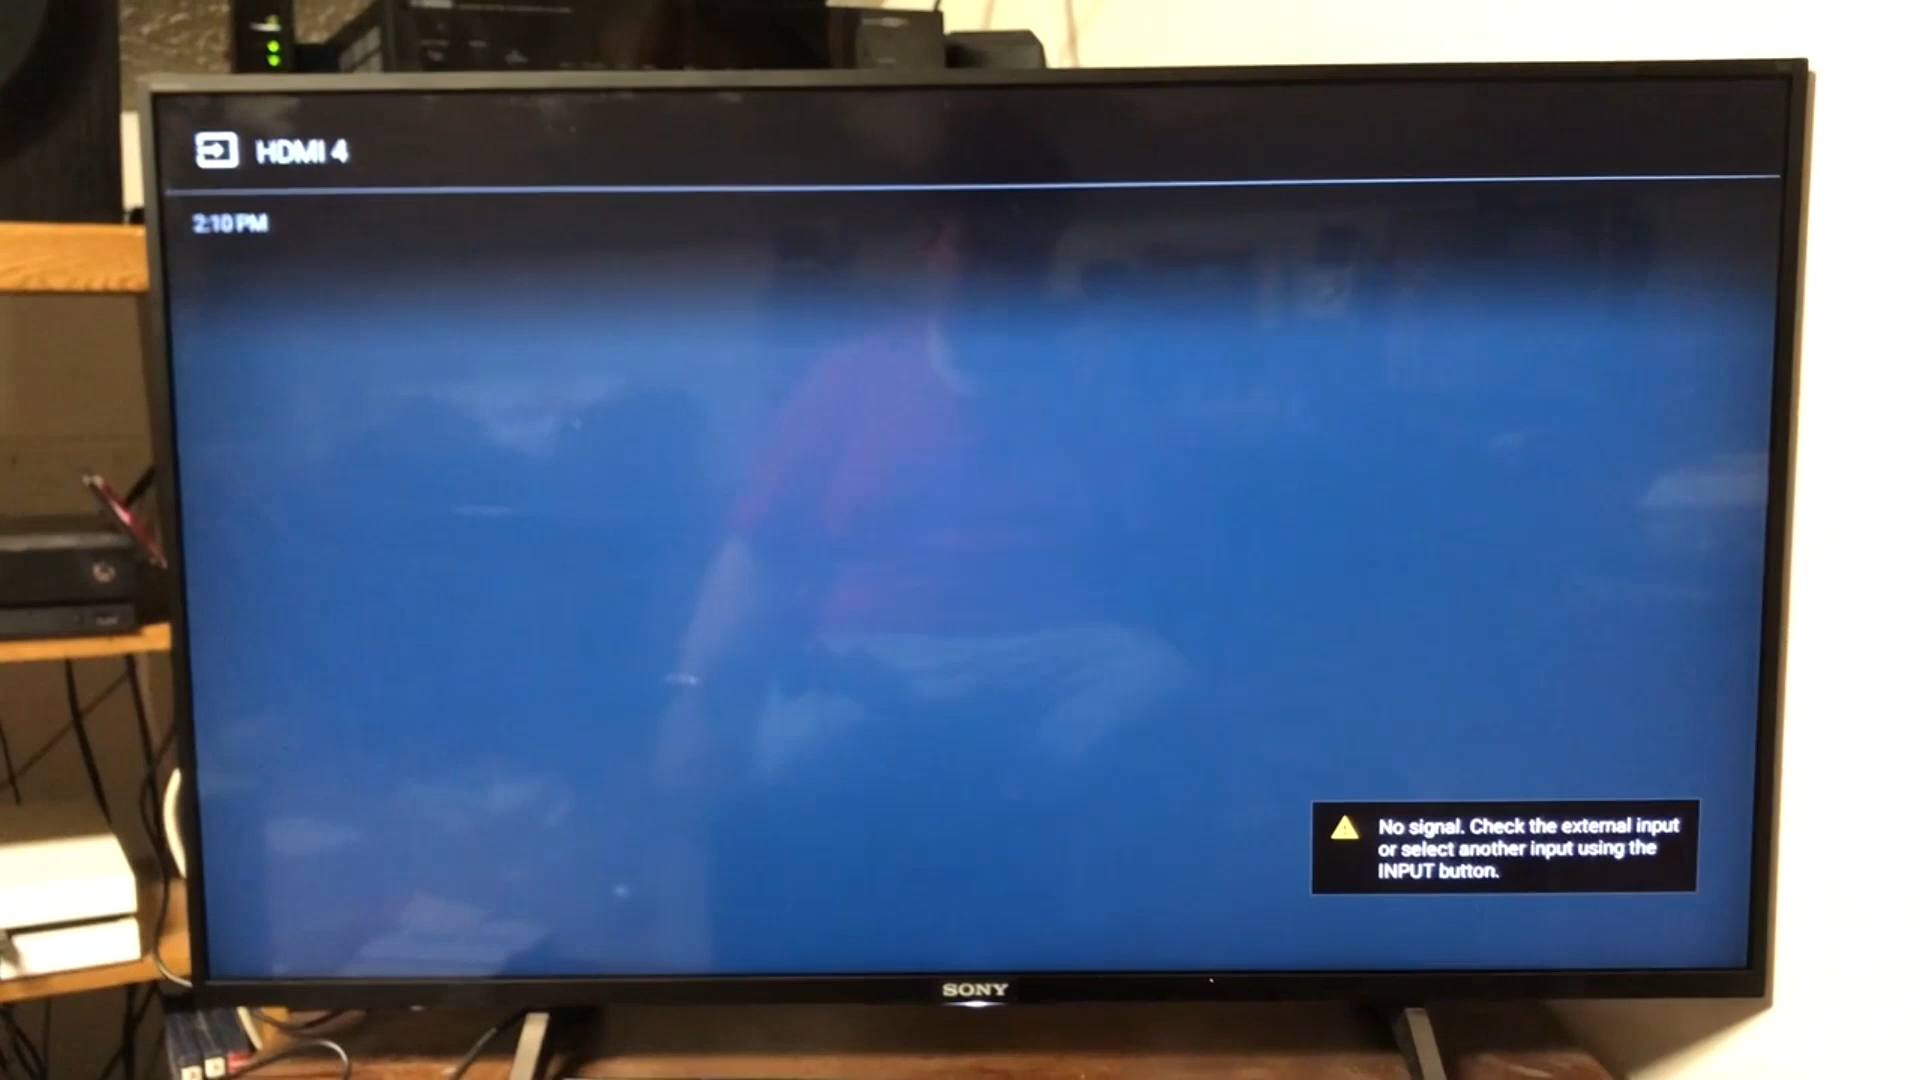 HDMI 4
2:10 PM
No signal. Check the external input
or select another input using the
INPUT button.
SONY